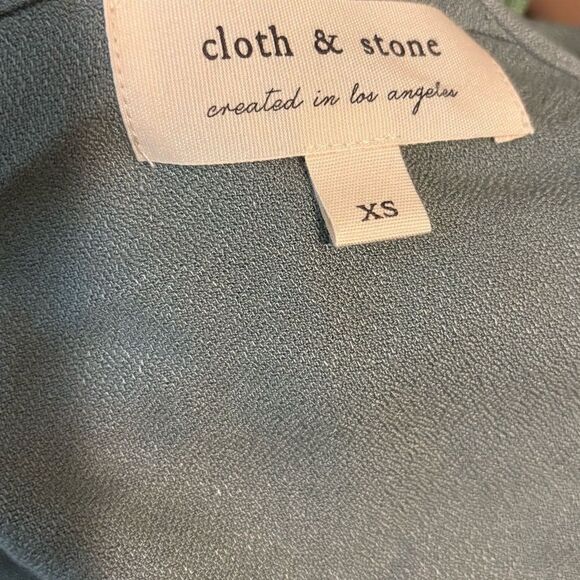 cloth & stone
created in los angeles
XS